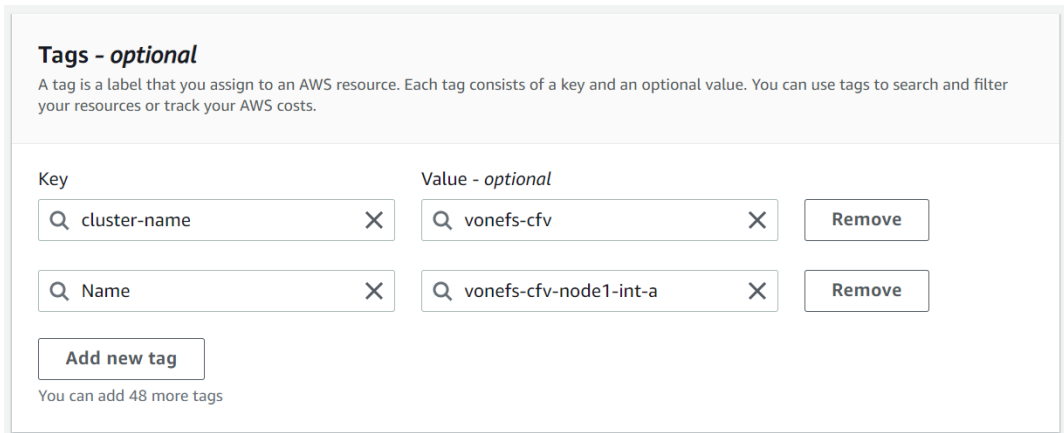 Tags - optional
A tag is a label that you assign to an AWS resource. Each tag consists of a key and an optional value. You can use tags to search and filter
your resources or track your AWS costs.
Key Value - optional
cluster-name vonefs-cfv Remove
Name vonefs-cfv-node1-int-a Remove
Add new tag
You can add 48 more tags